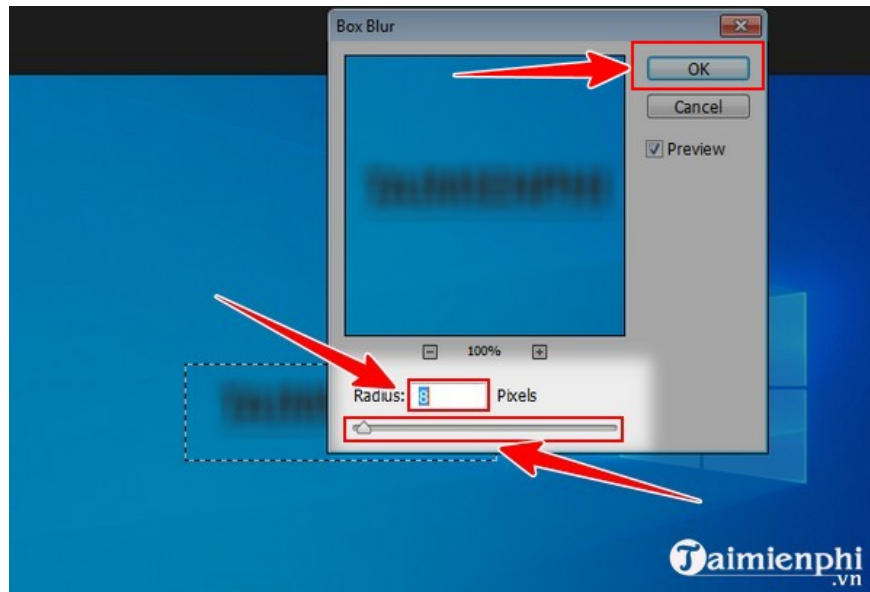 Box Blur
OK
Cancel
Preview
100%
Radius: 8 Pixels
Taimienphi
.vn